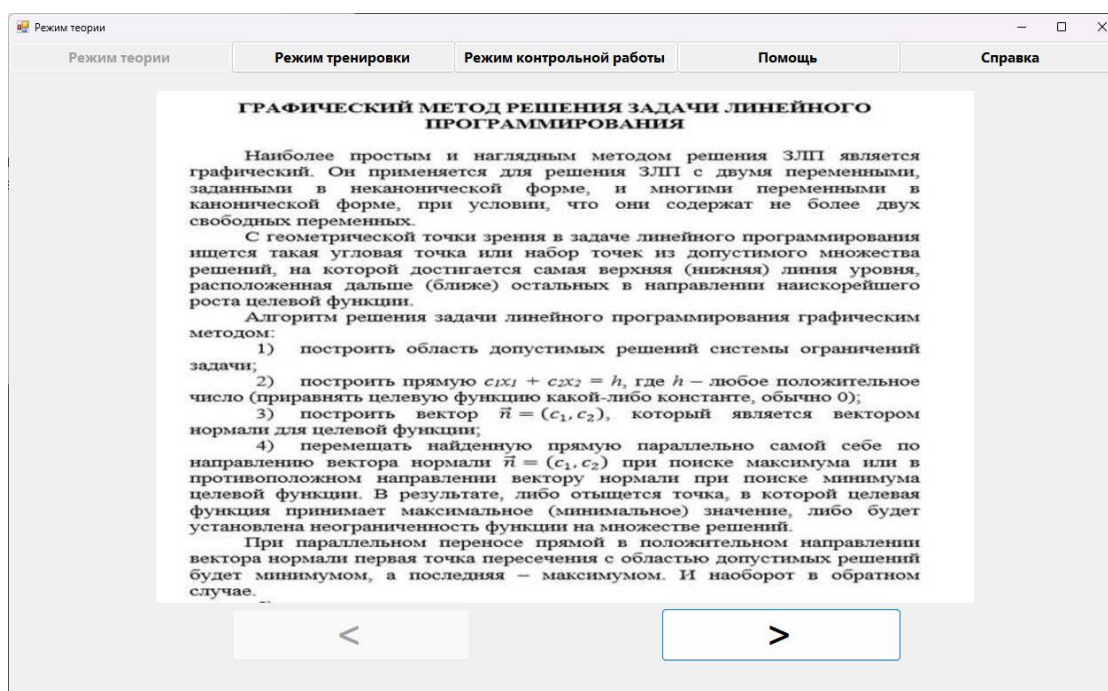 Режим теории
Режим теории Режим тренировки Режим контрольной работы Помощь Справка
ГРАФИЧЕСКИЙ МЕТОД РЕШЕНИЯ ЗАДАЧИ ЛИНЕЙНОГО
ПРОГРАММИРОВАНИЯ
Наиболее простым и наглядным методом решения ЗЛП является
графический. Он применяется для решения ЗЛП с двумя переменными,
заданными в неканонической форме, и многими переменными в
канонической форме, при условии, что они содержат не более двух
свободных переменных.
С геометрической точки зрения в задаче линейного программирования
ищется такая угловая точка или набор точек из допустимого множества
решений, на которой достигается самая верхняя (нижняя) линия уровня,
расположенная дальше (ближе) остальных в направлении наискорейшего
роста целевой функции.
Алгоритм решения задачи линейного программирования графическим
методом:
1) построить область допустимых решений системы ограничений
задачи;
2) построить прямую c₁x₁ + c₂x₂ = h, где h – любое положительное
число (приравнять целевую функцию какой-либо константе, обычно 0);
3) построить вектор n⃗ = (c₁, c₂), который является вектором
нормали для целевой функции;
4) перемещать найденную прямую параллельно самой себе по
направлению вектора нормали n⃗ = (c₁, c₂) при поиске максимума или в
противоположном направлении вектору нормали при поиске минимума
целевой функции. В результате, либо отыщется точка, в которой целевая
функция принимает максимальное (минимальное) значение, либо будет
установлена неограниченность функции на множестве решений.
При параллельном переносе прямой в положительном направлении
вектора нормали первая точка пересечения с областью допустимых решений
будет минимумом, а последняя – максимумом. И наоборот в обратном
случае.
< >